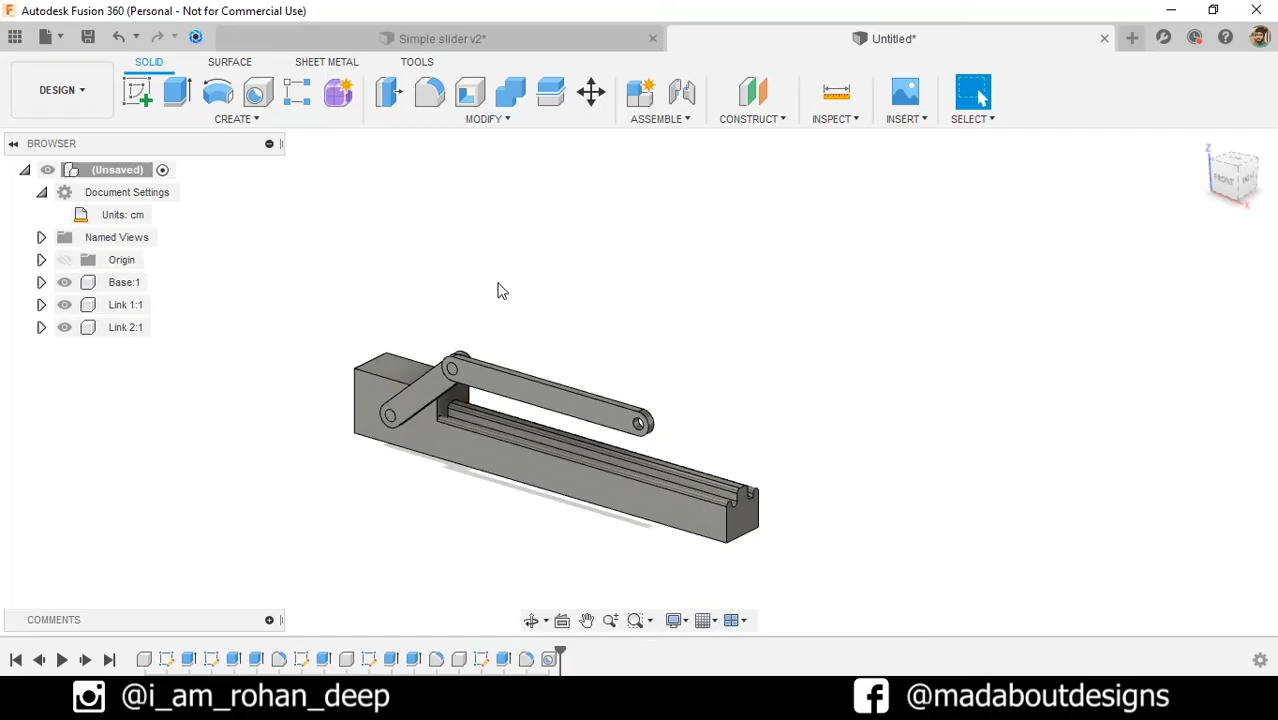 Autodesk Fusion 360 (Personal - Not for Commercial Use)
Simple slider v2*
Untitled*
DESIGN
SOLID
SURFACE
SHEET METAL
TOOLS
CREATE
MODIFY
ASSEMBLE
CONSTRUCT
INSPECT
INSERT
SELECT
BROWSER
(Unsaved)
Document Settings
Units: cm
Named Views
Origin
Base:1
Link 1:1
Link 2:1
Z
FRONT
X
COMMENTS
@i_am_rohan_deep
@madaboutdesigns